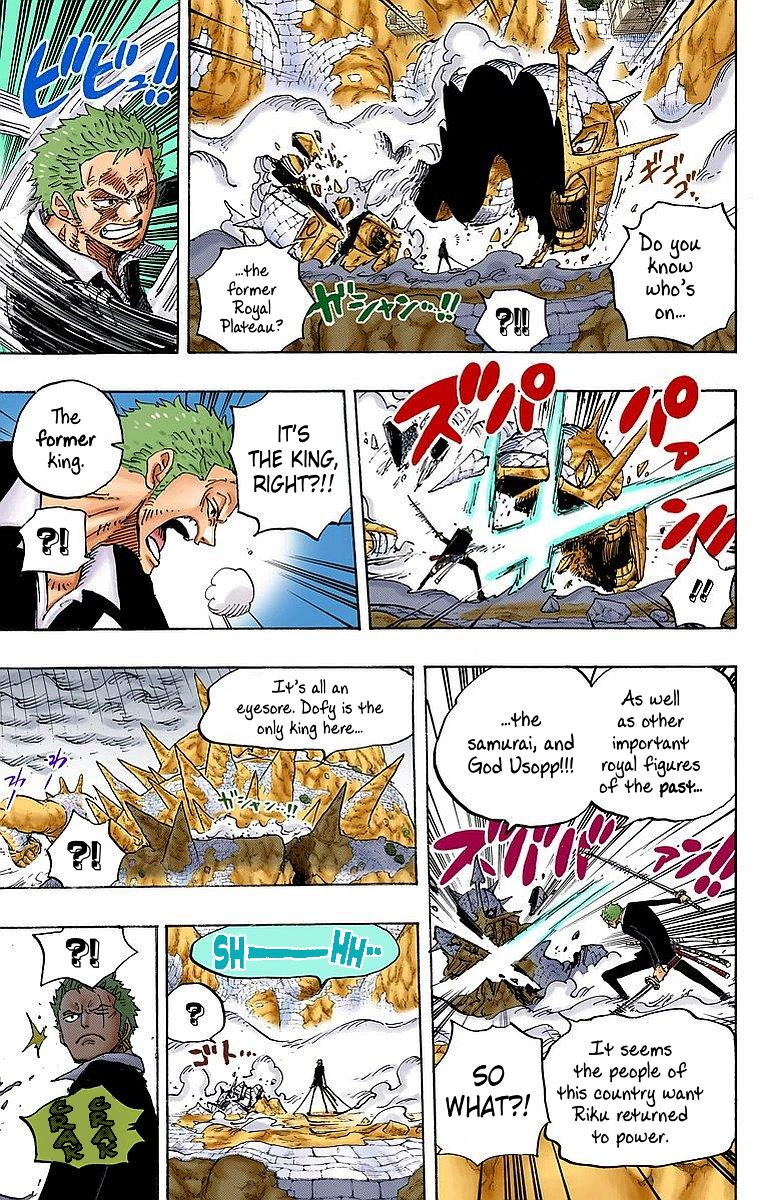 Do you
know
who's
on...
ギゴゴ..
?!!
ガシャン…!!
...the
former
Royal
Plateau?
ビビュ!!
ズパ
パァ
!!
IT'S
THE KING,
RIGHT?!!
The
former
king.
?!
As well
as other
important
royal figures
of the past...
...the
samurai, and
God Usopp!!!
ズバババ
ァン!!
It seems
the people of
this country want
Riku returned
to power.
SO
WHAT?!
It's all an
eyesore. Dofy is the
only king here...
ガシャン…!!
?!
SH——HH..
?
ゴト…
?!
CRAK
CRAK